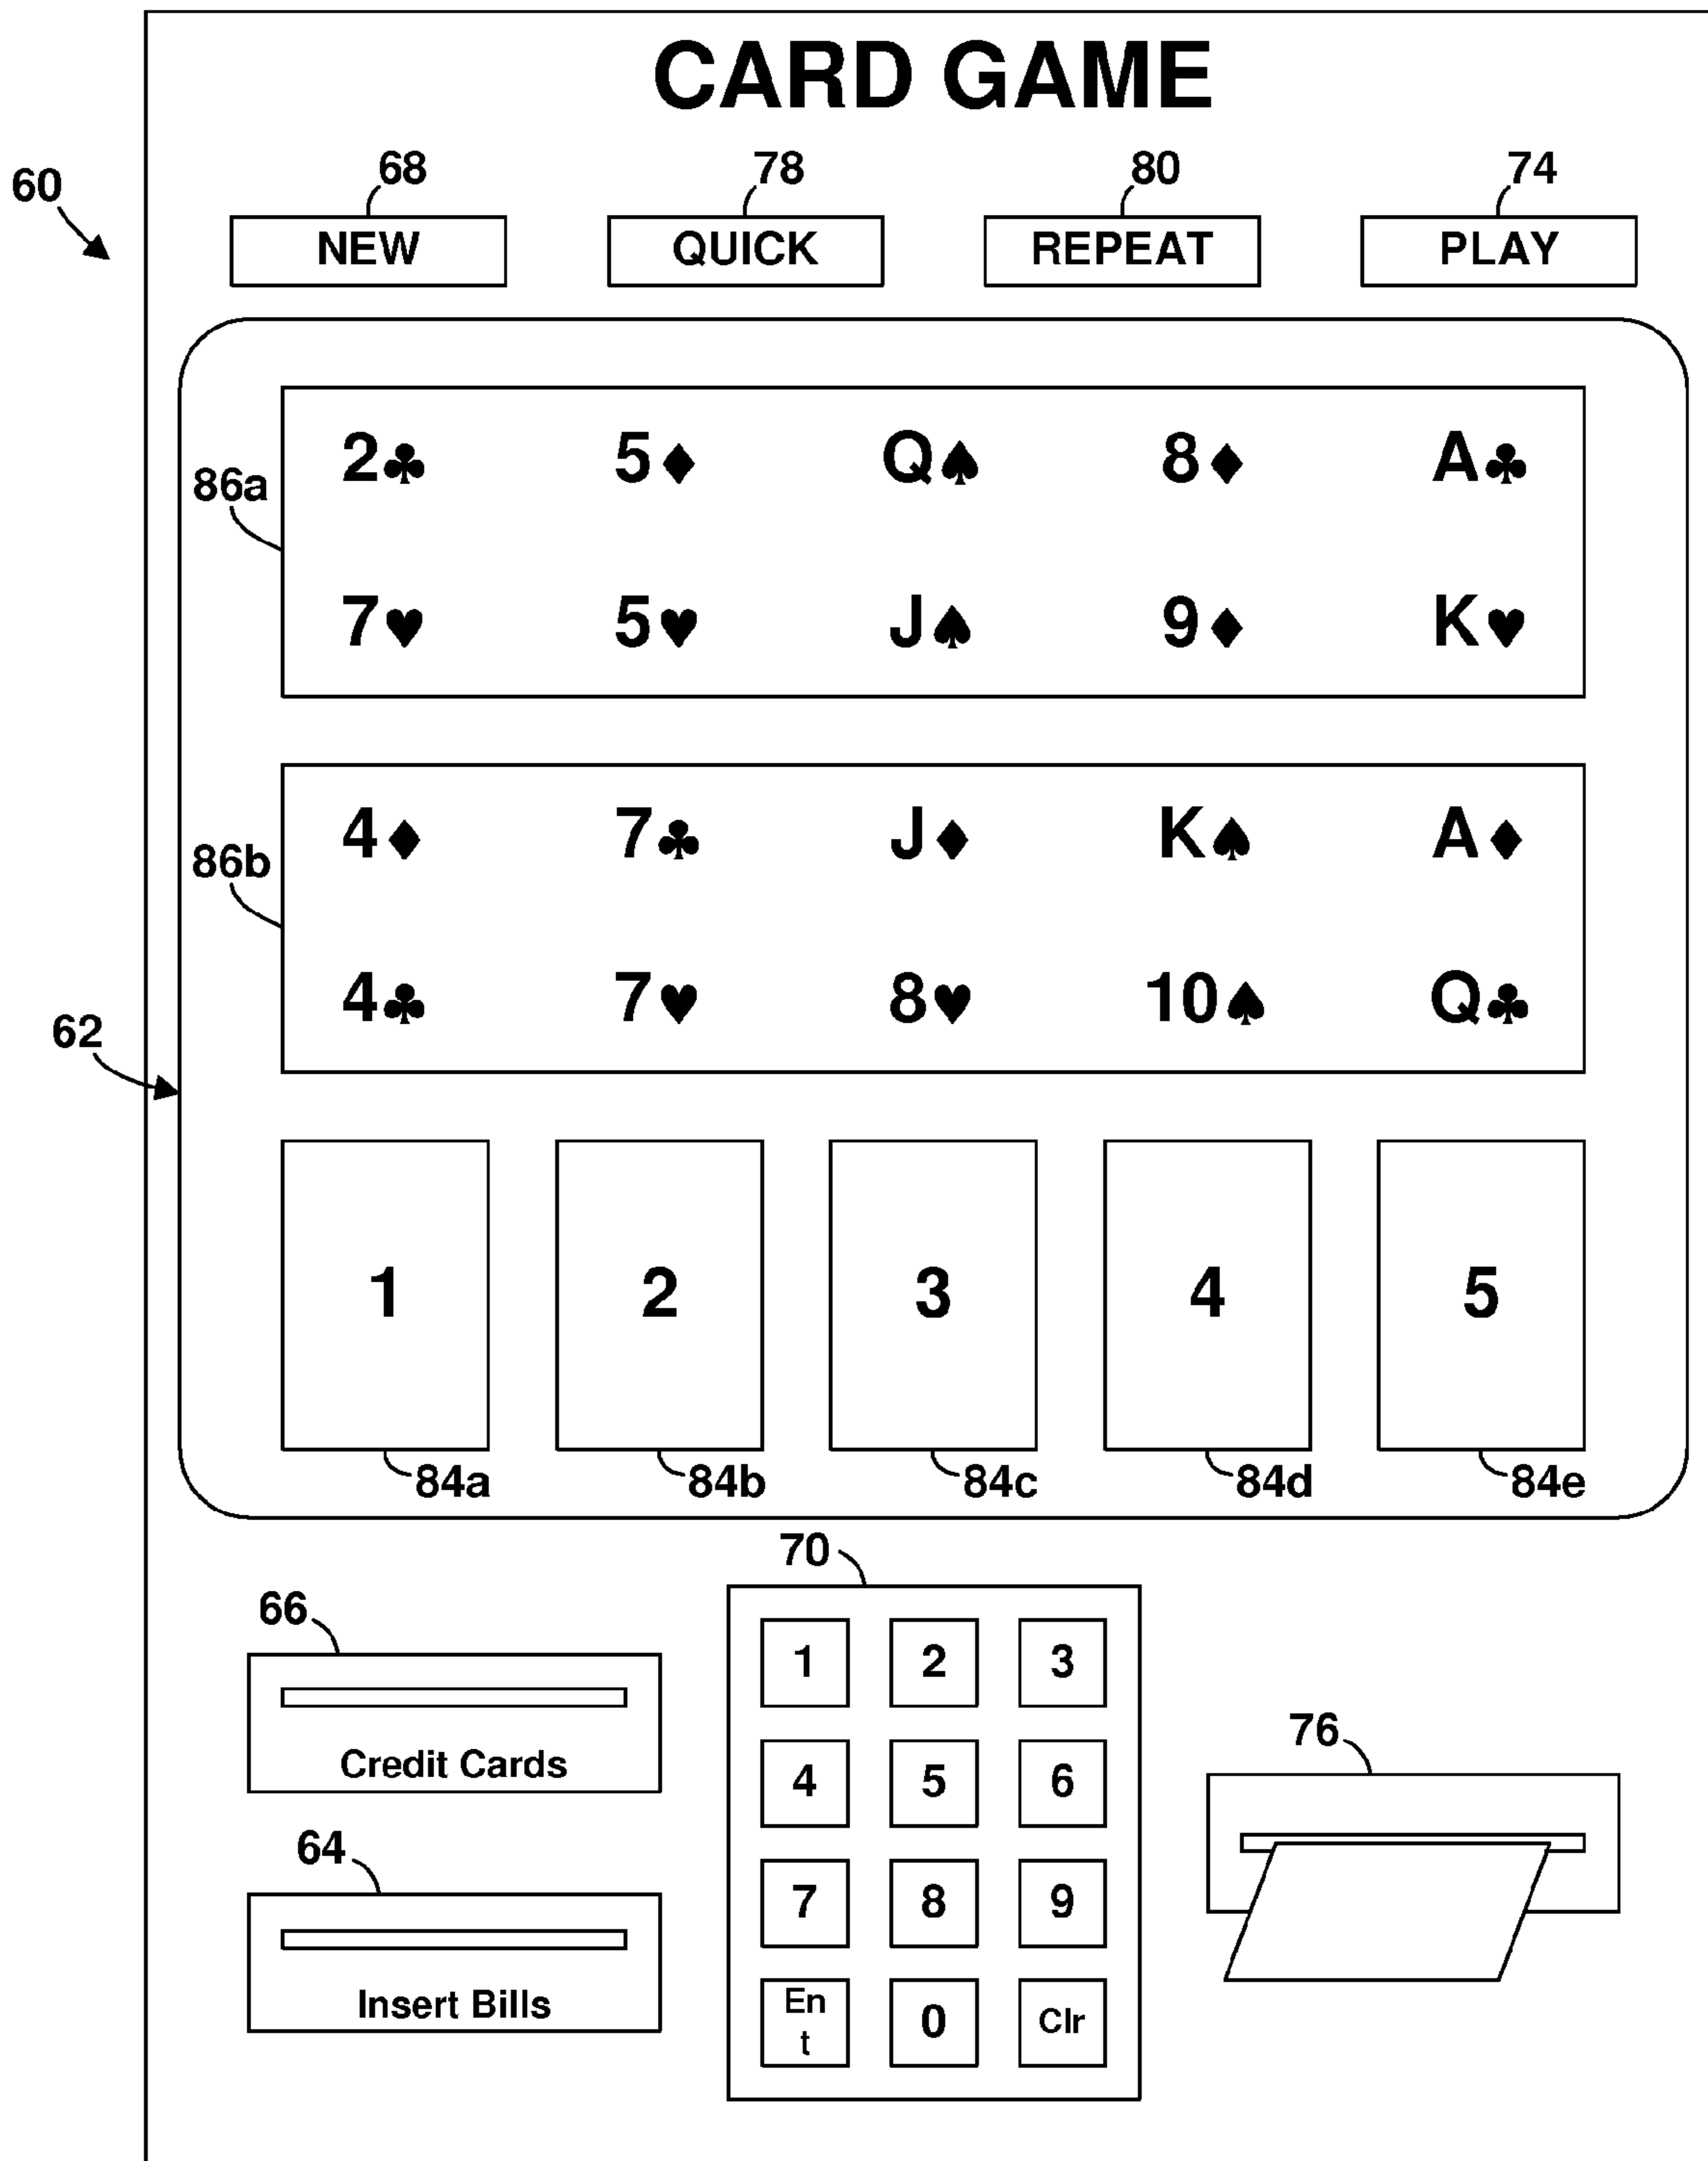 CARD GAME
68 78 80 74
60
NEW QUICK REPEAT PLAY
2♣ 5♦ Q♠ 8♦ A♣
86a
7♥ 5♥ J♠ 9♦ K♥
4♦ 7♣ J♦ K♠ A♦
86b
4♣ 7♥ 8♥ 10♠ Q♣
62
1 2 3 4 5
84a 84b 84c 84d 84e
70
66
1 2 3
Credit Cards
76
4 5 6
64
7 8 9
Insert Bills
En
t
0 Clr